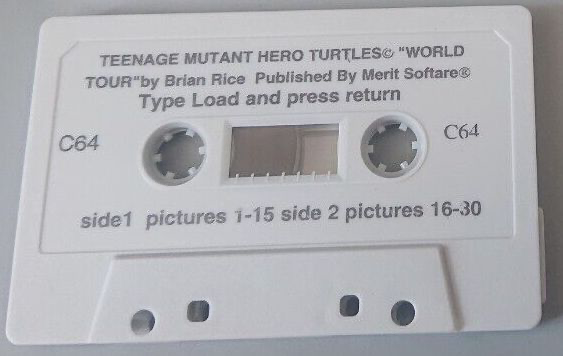 TEENAGE MUTANT HERO TURTLES© "WORLD
TOUR"by Brian Rice Published By Merit Softare®
Type Load and press return
C64
C64
side1 pictures 1-15 side 2 pictures 16-30